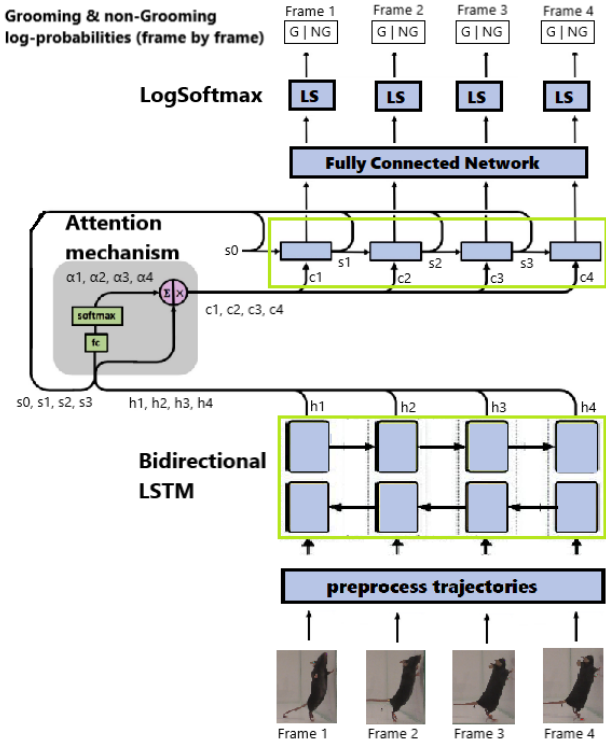 Grooming & non-Grooming
log-probabilities (frame by frame)
Frame 1 Frame 2 Frame 3 Frame 4
G | NG G | NG G | NG G | NG
LogSoftmax
LS LS LS LS
Fully Connected Network
Attention
mechanism
s0 s1 s2 s3
α1, α2, α3, α4
c1 c2 c3 c4
Σ ×
c1, c2, c3, c4
softmax
fc
s0, s1, s2, s3
h1, h2, h3, h4
h1 h2 h3 h4
Bidirectional
LSTM
preprocess trajectories
Frame 1 Frame 2 Frame 3 Frame 4